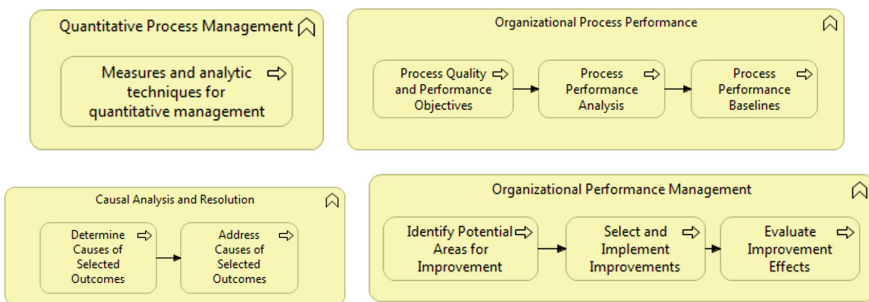 Quantitative Process Management
Measures and analytic
techniques for
quantitative management
Organizational Process Performance
Process Quality
and Performance
Objectives
Process
Performance
Analysis
Process
Performance
Baselines
Causal Analysis and Resolution
Determine
Causes of
Selected
Outcomes
Address
Causes of
Selected
Outcomes
Organizational Performance Management
Identify Potential
Areas for
Improvement
Select and
Implement
Improvements
Evaluate
Improvement
Effects